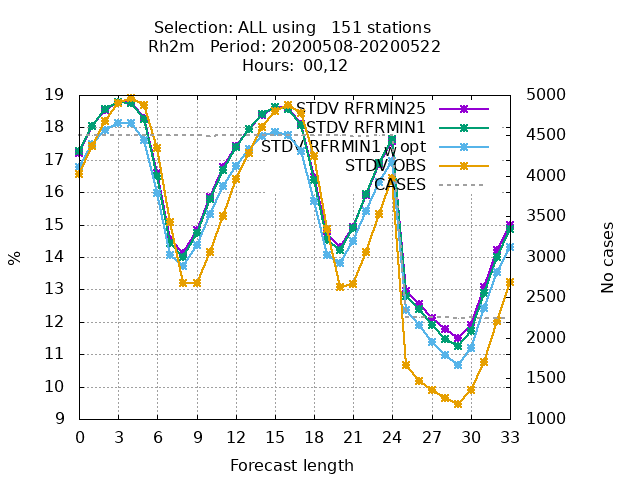 Selection: ALL using   151 stations
Rh2m   Period: 20200508-20200522
Hours:  00,12
19
18
17
16
15
14
13
12
11
10
9
%
STDV RFRMIN25
STDV RFRMIN1
STDV RFRMIN1_w_opt
STDV OBS
CASES
5000
4500
4000
3500
3000
2500
2000
1500
1000
No cases
0 3 6 9 12 15 18 21 24 27 30 33
Forecast length